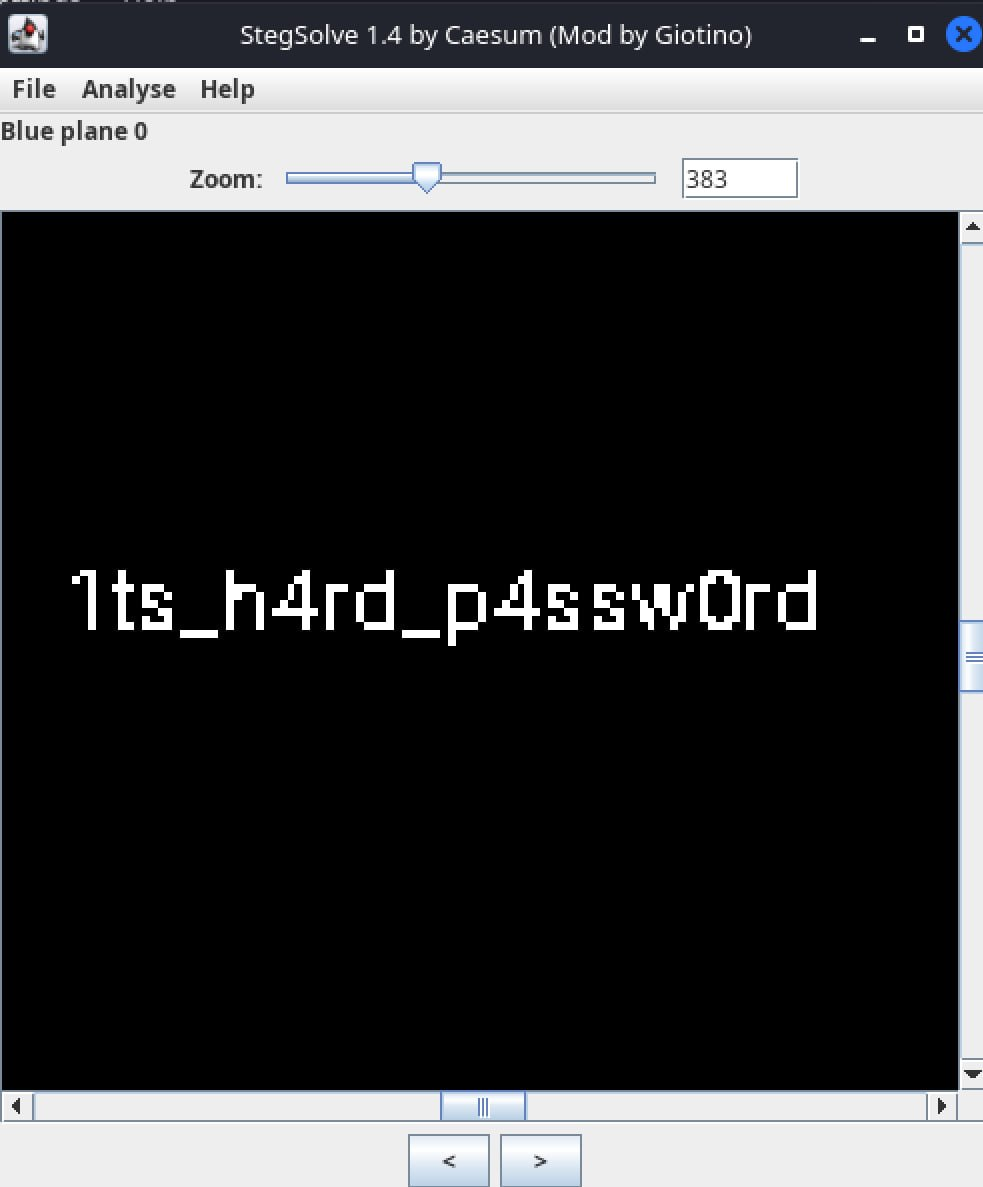 StegSolve 1.4 by Caesum (Mod by Giotino)
File Analyse Help
Blue plane 0
Zoom: 383
1ts_h4rd_p4ssw0rd
< >